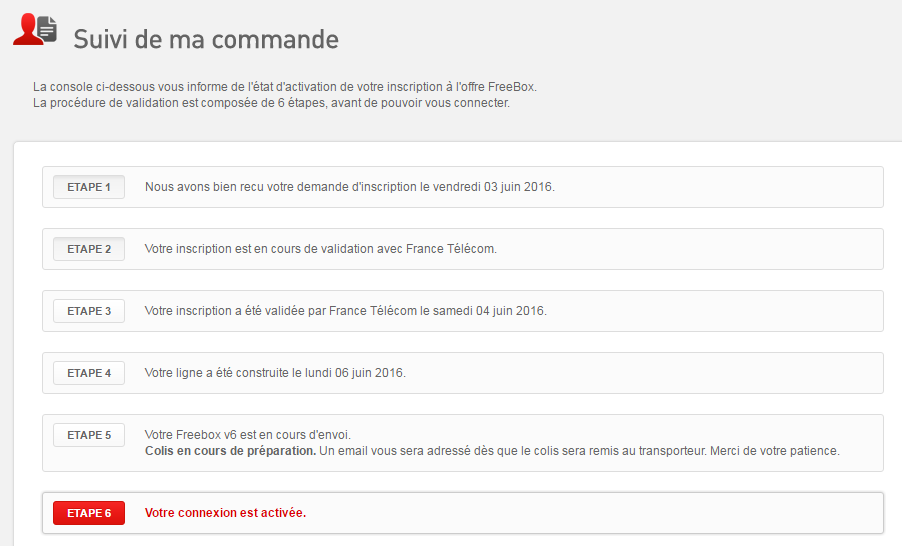 Suivi de ma commande
La console ci-dessous vous informe de l'état d'activation de votre inscription à l'offre FreeBox.
La procédure de validation est composée de 6 étapes, avant de pouvoir vous connecter.
ETAPE 1 Nous avons bien recu votre demande d'inscription le vendredi 03 juin 2016.
ETAPE 2 Votre inscription est en cours de validation avec France Télécom.
ETAPE 3 Votre inscription a été validée par France Télécom le samedi 04 juin 2016.
ETAPE 4 Votre ligne a été construite le lundi 06 juin 2016.
ETAPE 5 Votre Freebox v6 est en cours d'envoi.
Colis en cours de préparation. Un email vous sera adressé dès que le colis sera remis au transporteur. Merci de votre patience.
ETAPE 6 Votre connexion est activée.